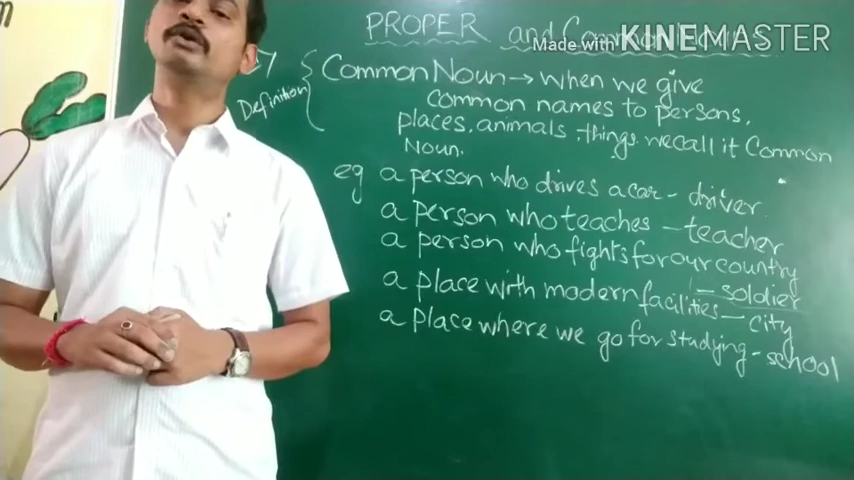 PROPER and Common
Made with KINEMASTER
Definition
Common Noun → when we give
common names to persons,
places, animals, things. we call it Common
Noun.
eg a person who drives a car - driver
a person who teaches - teacher
a person who fights for our country
- soldier
a place with modern facilities - city
a place where we go for studying - school